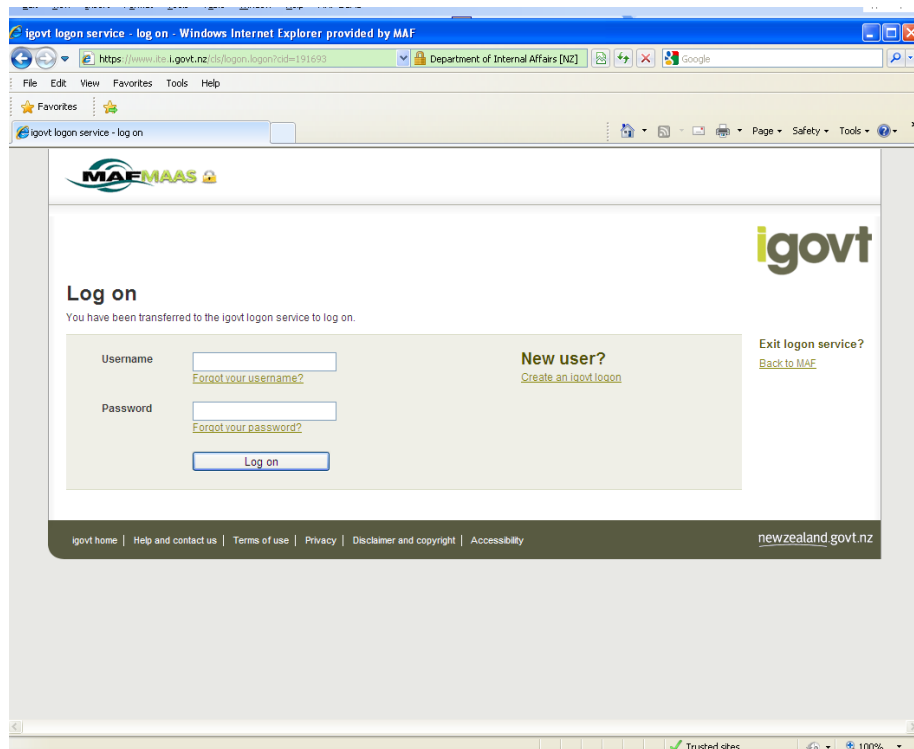 igovt logon service - log on - Windows Internet Explorer provided by MAF
https://www.ite.i.govt.nz/cls/logon.logon?cid=191693
Department of Internal Affairs [NZ]
Google
File Edit View Favorites Tools Help
Favorites
igovt logon service - log on
Page Safety Tools
MAFMAAS
igovt
Log on
You have been transferred to the igovt logon service to log on.
Username
Forgot your username?
Password
Forgot your password?
Log on
New user?
Create an igovt logon
Exit logon service?
Back to MAF
igovt home | Help and contact us | Terms of use | Privacy | Disclaimer and copyright | Accessibility
newzealand.govt.nz
Trusted sites
100%